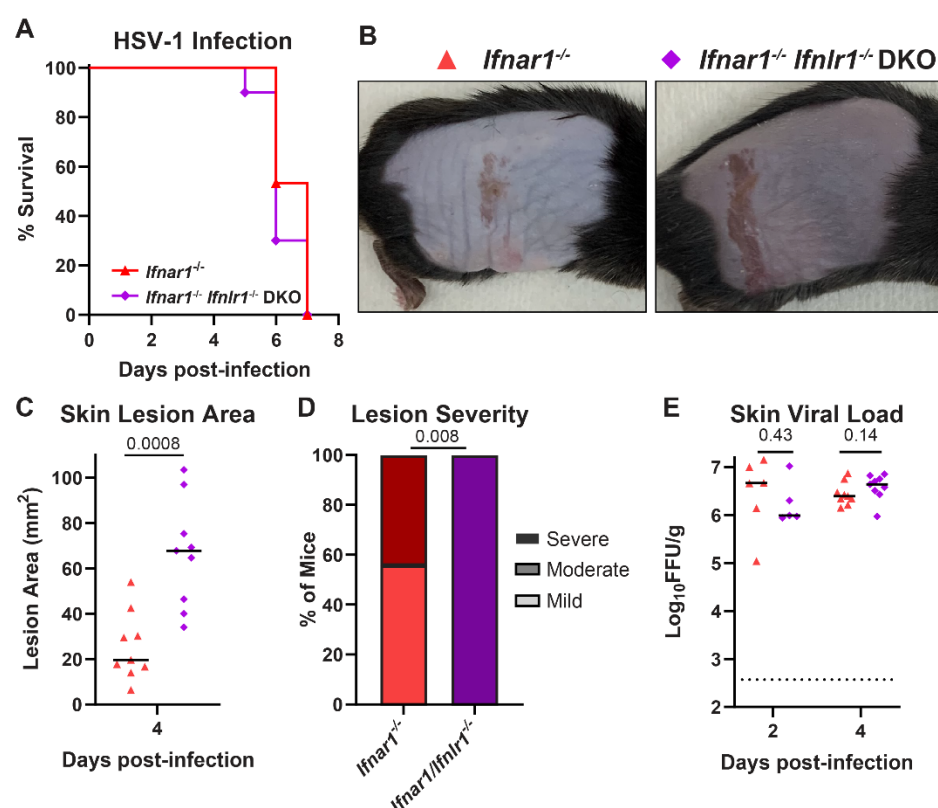 A
HSV-1 Infection
% Survival
100
80
60
40
20
0
Ifnar1-/-
Ifnar1-/- Ifnlr1-/- DKO
0 2 4 6 8
Days post-infection
B
Ifnar1-/- Ifnar1-/- Ifnlr1-/- DKO
C
Skin Lesion Area
0.0008
Lesion Area (mm2)
100
80
60
40
20
0
4
Days post-infection
D
Lesion Severity
0.008
% of Mice
100
80
60
40
20
0
Severe
Moderate
Mild
Ifnar1-/-
Ifnar1/Ifnlr1-/-
E
Skin Viral Load
0.43 0.14
Log10FFU/g
7
6
5
4
3
2
2 4
Days post-infection